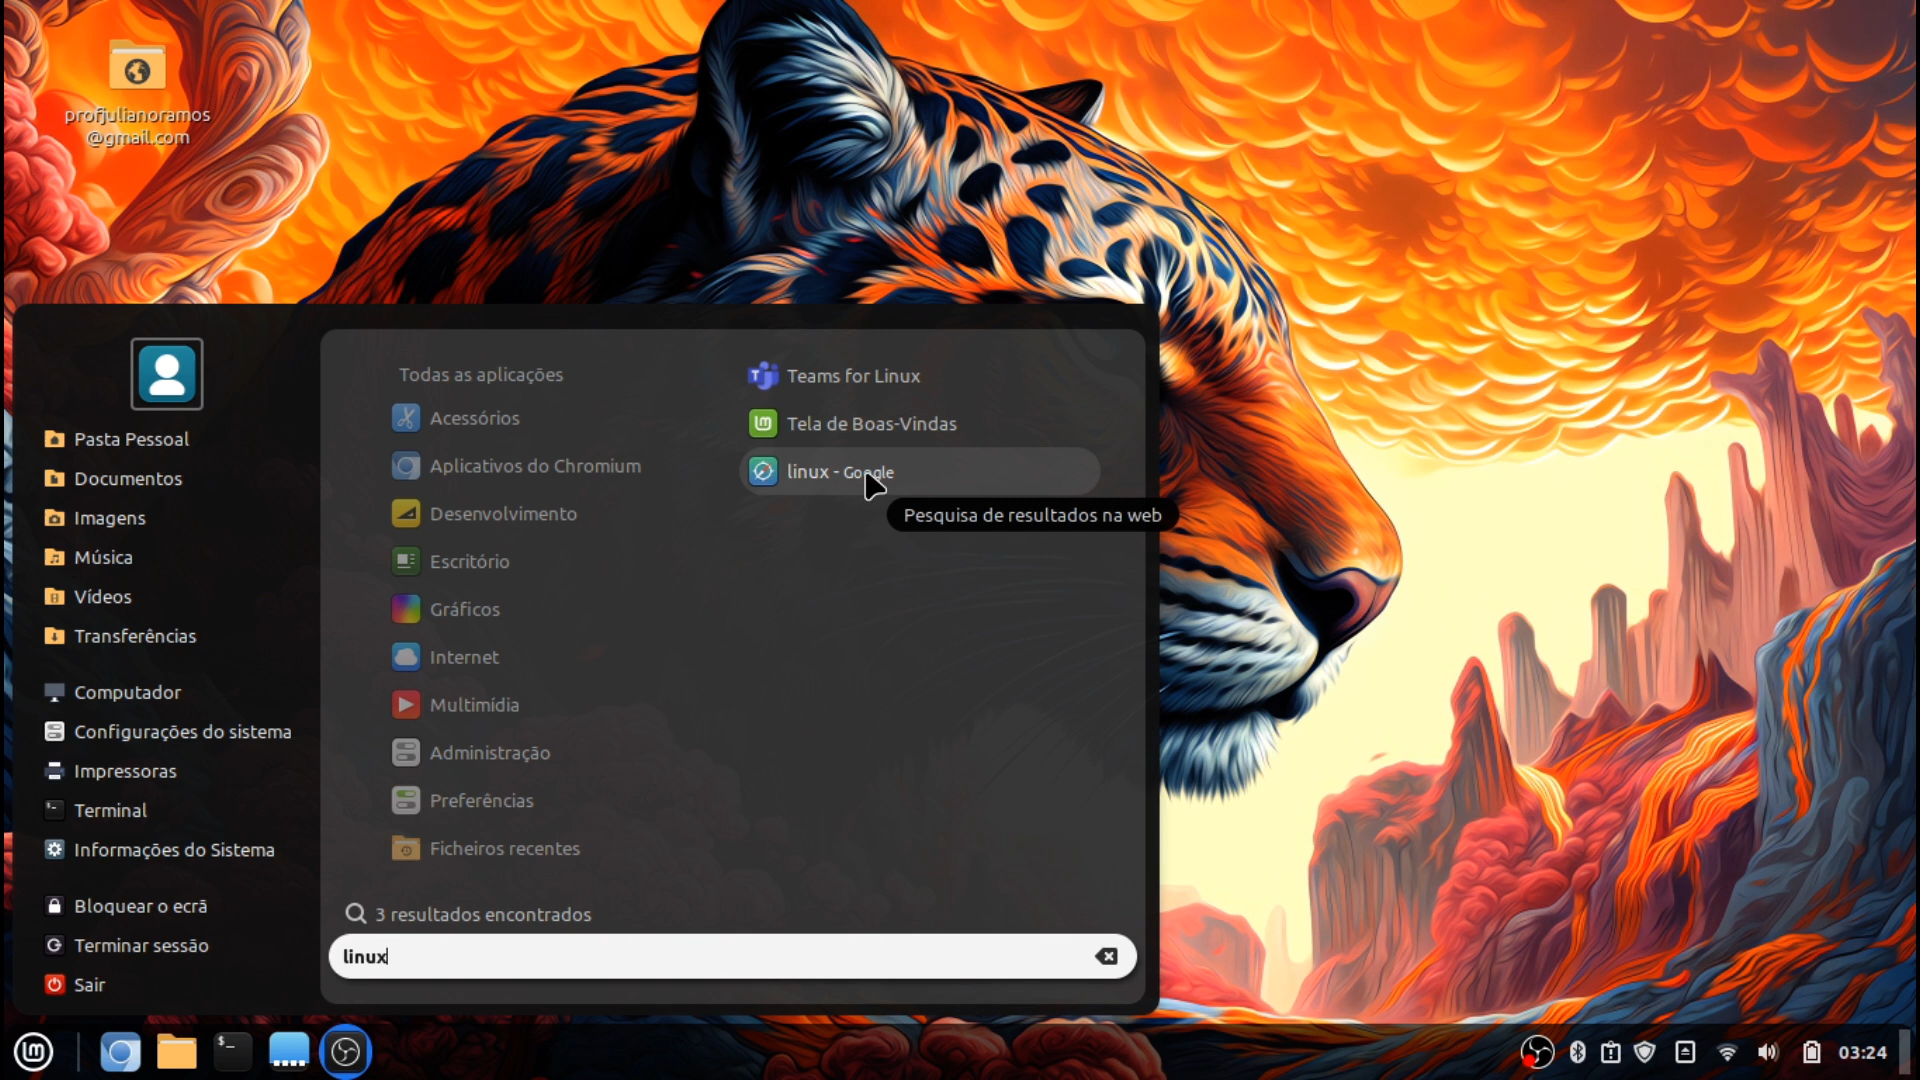 profjulianoramos
@gmail.com
Pasta Pessoal
Documentos
Imagens
Música
Vídeos
Transferências
Computador
Configurações do sistema
Impressoras
Terminal
Informações do Sistema
Bloquear o ecrã
Terminar sessão
Sair
Todas as aplicações
Acessórios
Aplicativos do Chromium
Desenvolvimento
Escritório
Gráficos
Internet
Multimídia
Administração
Preferências
Ficheiros recentes
Teams for Linux
Tela de Boas-Vindas
linux - Google
Pesquisa de resultados na web
3 resultados encontrados
linux
03:24